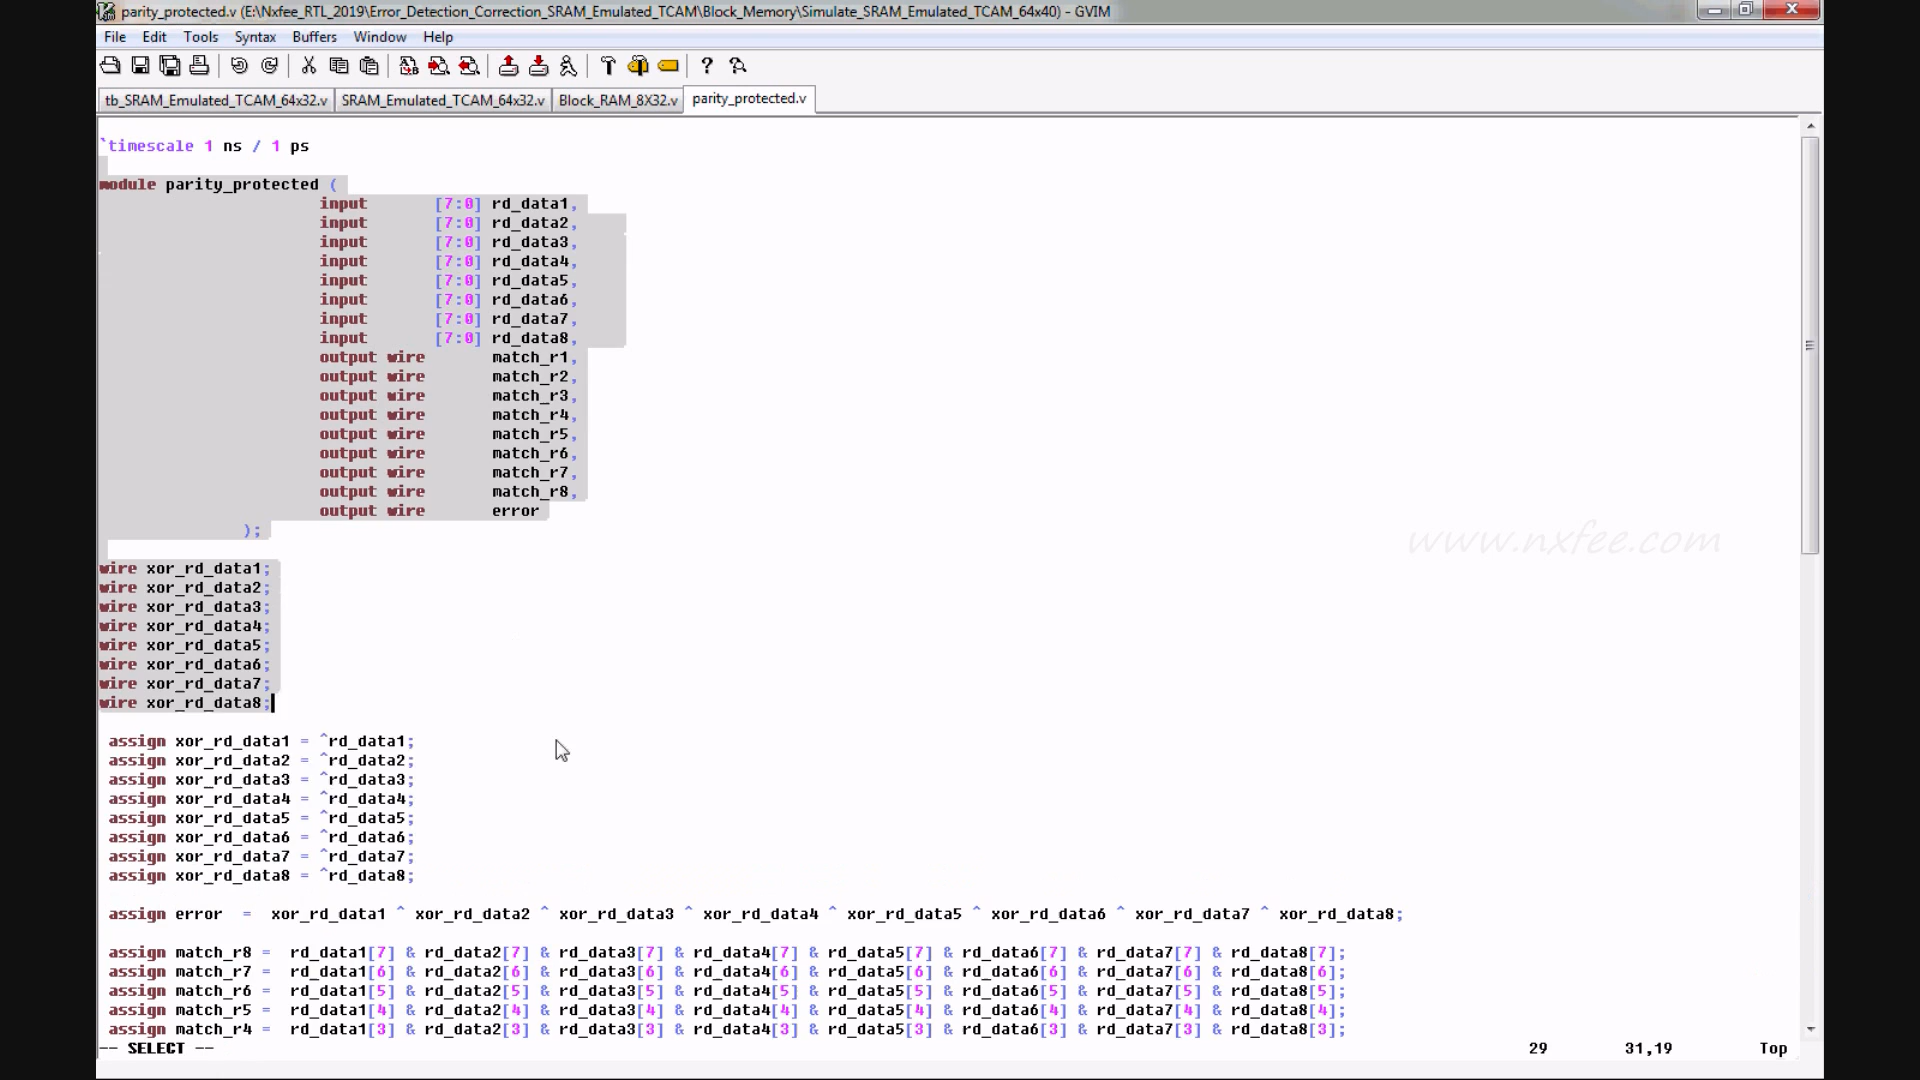 parity_protected.v (E:\Nxfee_RTL_2019\Error_Detection_Correction_SRAM_Emulated_TCAM\Block_Memory\Simulate_SRAM_Emulated_TCAM_64x40) - GVIM
File Edit Tools Syntax Buffers Window Help
tb_SRAM_Emulated_TCAM_64x32.v SRAM_Emulated_TCAM_64x32.v Block_RAM_8X32.v parity_protected.v
`timescale 1 ns / 1 ps
module parity_protected (
input [7:0] rd_data1,
input [7:0] rd_data2,
input [7:0] rd_data3,
input [7:0] rd_data4,
input [7:0] rd_data5,
input [7:0] rd_data6,
input [7:0] rd_data7,
input [7:0] rd_data8,
output wire match_r1,
output wire match_r2,
output wire match_r3,
output wire match_r4,
output wire match_r5,
output wire match_r6,
output wire match_r7,
output wire match_r8,
output wire error
);
www.nxfee.com
wire xor_rd_data1;
wire xor_rd_data2;
wire xor_rd_data3;
wire xor_rd_data4;
wire xor_rd_data5;
wire xor_rd_data6;
wire xor_rd_data7;
wire xor_rd_data8;
assign xor_rd_data1 = ^rd_data1;
assign xor_rd_data2 = ^rd_data2;
assign xor_rd_data3 = ^rd_data3;
assign xor_rd_data4 = ^rd_data4;
assign xor_rd_data5 = ^rd_data5;
assign xor_rd_data6 = ^rd_data6;
assign xor_rd_data7 = ^rd_data7;
assign xor_rd_data8 = ^rd_data8;
assign error = xor_rd_data1 ^ xor_rd_data2 ^ xor_rd_data3 ^ xor_rd_data4 ^ xor_rd_data5 ^ xor_rd_data6 ^ xor_rd_data7 ^ xor_rd_data8;
assign match_r8 = rd_data1[7] & rd_data2[7] & rd_data3[7] & rd_data4[7] & rd_data5[7] & rd_data6[7] & rd_data7[7] & rd_data8[7];
assign match_r7 = rd_data1[6] & rd_data2[6] & rd_data3[6] & rd_data4[6] & rd_data5[6] & rd_data6[6] & rd_data7[6] & rd_data8[6];
assign match_r6 = rd_data1[5] & rd_data2[5] & rd_data3[5] & rd_data4[5] & rd_data5[5] & rd_data6[5] & rd_data7[5] & rd_data8[5];
assign match_r5 = rd_data1[4] & rd_data2[4] & rd_data3[4] & rd_data4[4] & rd_data5[4] & rd_data6[4] & rd_data7[4] & rd_data8[4];
assign match_r4 = rd_data1[3] & rd_data2[3] & rd_data3[3] & rd_data4[3] & rd_data5[3] & rd_data6[3] & rd_data7[3] & rd_data8[3];
-- SELECT -- 29 31,19 Top